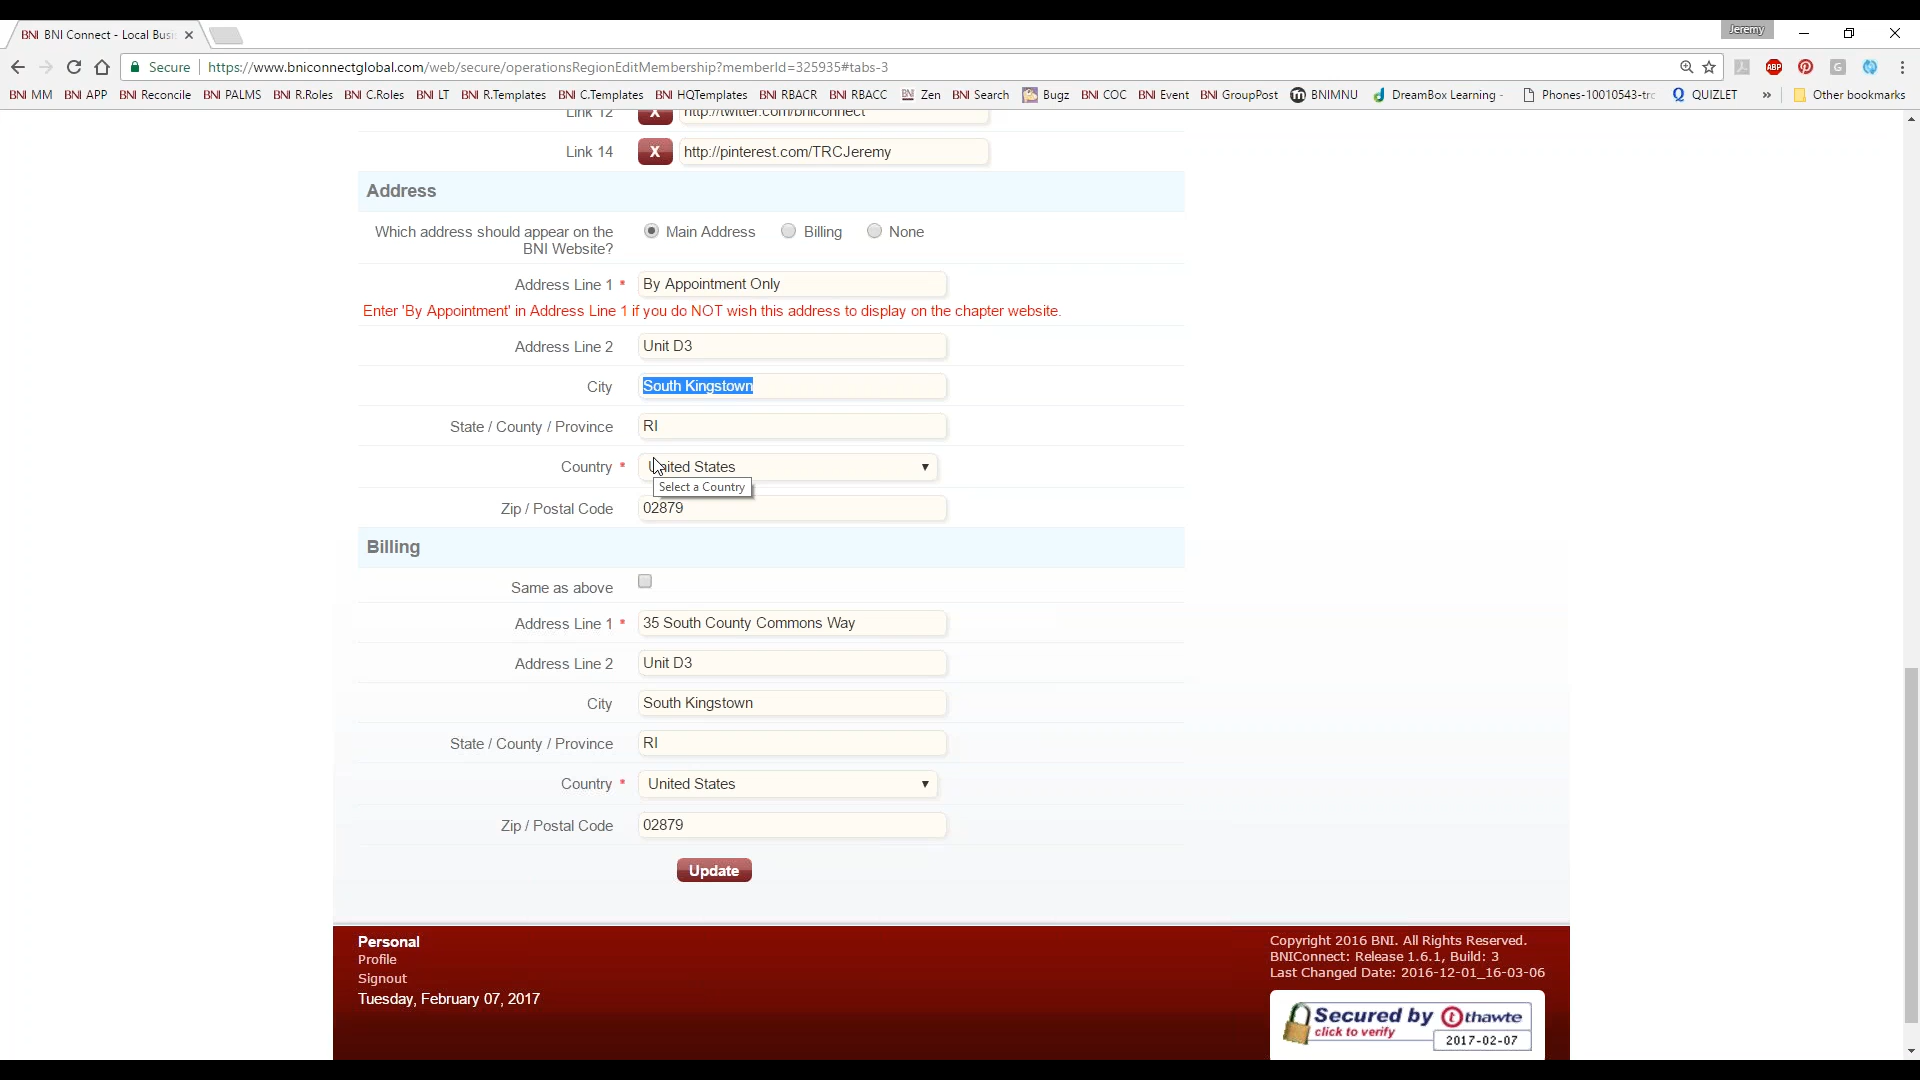 BNI BNI Connect - Local Busi
Jeremy
Secure https://www.bniconnectglobal.com/web/secure/operationsRegionEditMembership?memberId=325935#tabs-3
ABP
G
BNI MM BNI APP BNI Reconcile BNI PALMS BNI R.Roles BNI C.Roles BNI LT BNI R.Templates BNI C.Templates BNI HQTemplates BNI RBACR BNI RBACC BNI Zen BNI Search Bugz BNI COC BNI Event BNI GroupPost m BNIMNU DreamBox Learning - Phones-10010543-trc Q QUIZLET » Other bookmarks
Link 12 X http://twitter.com/bniconnect
Link 14 X http://pinterest.com/TRCJeremy
Address
Which address should appear on the Main Address Billing None
BNI Website?
Address Line 1 * By Appointment Only
Enter 'By Appointment' in Address Line 1 if you do NOT wish this address to display on the chapter website.
Address Line 2 Unit D3
City South Kingstown
State / County / Province RI
Country * United States
Select a Country
Zip / Postal Code 02879
Billing
Same as above
Address Line 1 * 35 South County Commons Way
Address Line 2 Unit D3
City South Kingstown
State / County / Province RI
Country * United States
Zip / Postal Code 02879
Update
Personal
Profile
Signout
Tuesday, February 07, 2017
Copyright 2016 BNI. All Rights Reserved.
BNIConnect: Release 1.6.1, Build: 3
Last Changed Date: 2016-12-01_16-03-06
Secured by thawte
click to verify
2017-02-07